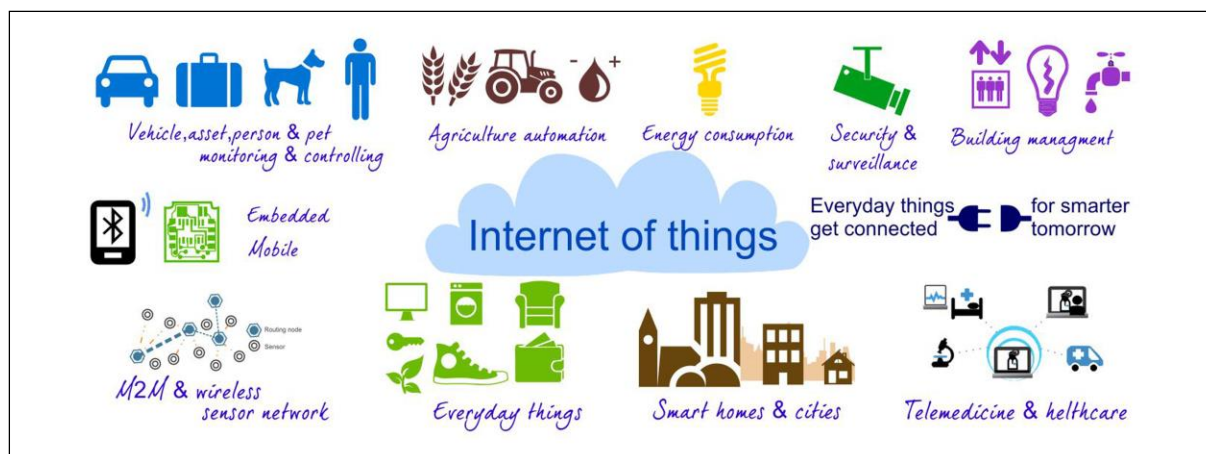 Vehicle,asset,person & pet
monitoring & controlling
Agriculture automation
Energy consumption
Security &
surveillance
Building managment
- +
Embedded
Mobile
Internet of things
Everyday things
get connected
for smarter
tomorrow
Routing node
Sensor
M2M & wireless
sensor network
Everyday things
Smart homes & cities
Telemedicine & helthcare